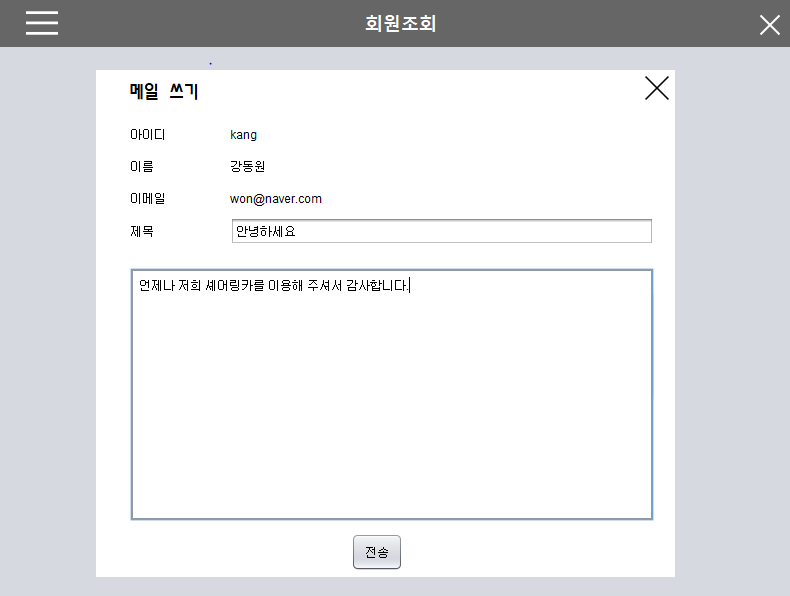 회원조회
메일 쓰기
아이디 kang
이름 강동원
이메일 won@naver.com
제목 안녕하세요
언제나 저희 셰어링카를 이용해 주셔서 감사합니다.
전송